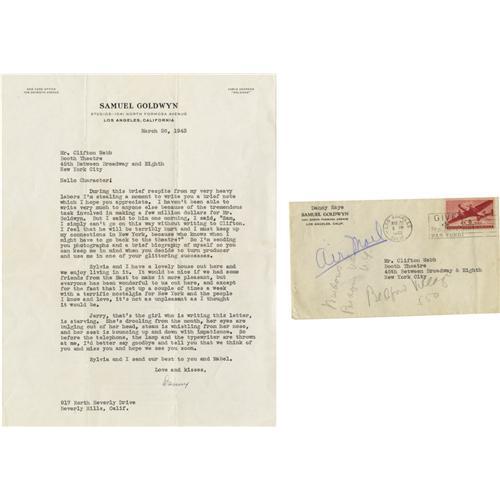 NEW YORK OFFICE
CABLE ADDRESS
"GOLDWYN"
SAMUEL GOLDWYN
STUDIOS-1041 NORTH FORMOSA AVENUE
LOS ANGELES, CALIFORNIA
March 26, 1943
Mr. Clifton Webb
Booth Theatre
45th Between Broadway and Eighth
New York City
Hello Character:
During this brief respite from my very heavy
labors I'm stealing a moment to write you a brief note
which I hope you appreciate. I haven't been able to
write very much to anyone else because of the tremendous
task involved in making a few million dollars for Mr.
Goldwyn. But I said to him one morning, I said, "Sam,
I simply can't go on this way without writing to Clifton.
I feel that he will be terribly hurt and I must keep up
my connections in New York, because who knows when I
might have to go back to the theatre!" So I'm sending
you photographs and a brief biography of myself so you
can keep me in mind when you decide to turn producer
and use me in one of your glittering successes.
Sylvia and I have a lovely house out here and
we enjoy living in it. It would be nice if we had some
friends from the East to make it more pleasant, but
everyone has been wonderful to us out here, and except
for the fact that I get up a couple of times a week
with a terrific nostalgia for New York and the people
I know and love, it's not as unpleasant as I thought
it would be.
Jerry, that's the girl who is writing this letter,
is starving. She's drooling from the mouth, her eyes are
bulging out of her head, steam is whistling from her nose,
and her seat is bouncing up and down with impatience. So
before the telephone, the lamp and the typewriter are thrown
at me, I'd better say goodbye and tell you that we think of
you and miss you and hope we see you soon.
Sylvia and I send our best to you and Mabel.
Love and kisses,
Danny
917 North Beverly Drive
Beverly Hills, Calif.
Danny Kaye
SAMUEL GOLDWYN
LOS ANGELES, CALIF.
Air Mail
Mr. Clifton Webb
Booth Theatre
45th Between Broadway & Eighth
New York City
550